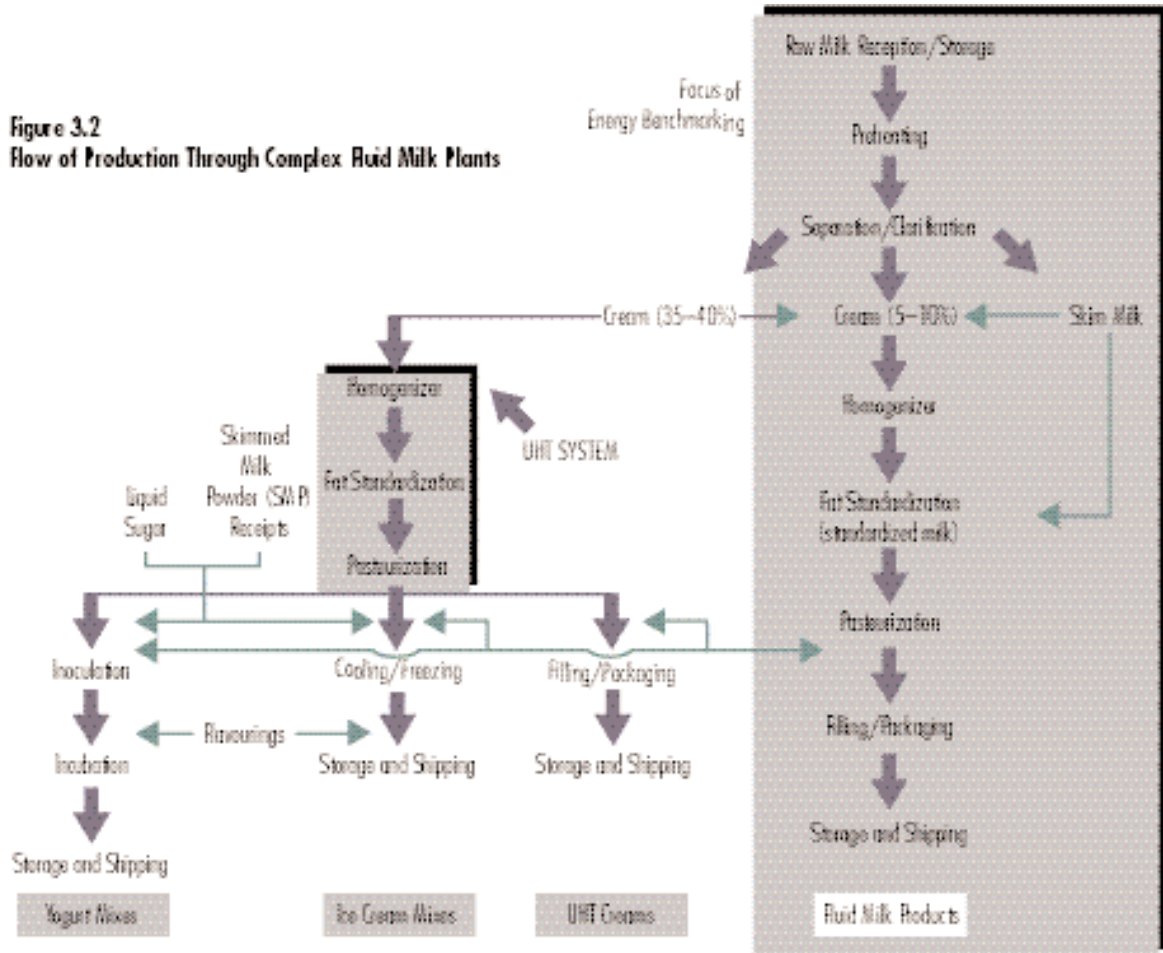 Figure 3.2
Flow of Production Through Complex Fluid Milk Plants
Focus of
Energy Benchmarking
Raw Milk Reception/Storage
Preheating
Separation/Clarification
Cream (35–40%)
Cream (5–10%)
Skim Milk
Homogenizer
Homogenizer
UHT SYSTEM
Skimmed
Milk
Powder (SMP)
Receipts
Liquid
Sugar
Fat Standardization
Fat Standardization
(standardized milk)
Pasteurization
Pasteurization
Inoculation
Cooling/Freezing
Filling/Packaging
Filling/Packaging
Flavourings
Incubation
Storage and Shipping
Storage and Shipping
Storage and Shipping
Storage and Shipping
Yogurt Mixes
Ice Cream Mixes
UHT Creams
Fluid Milk Products